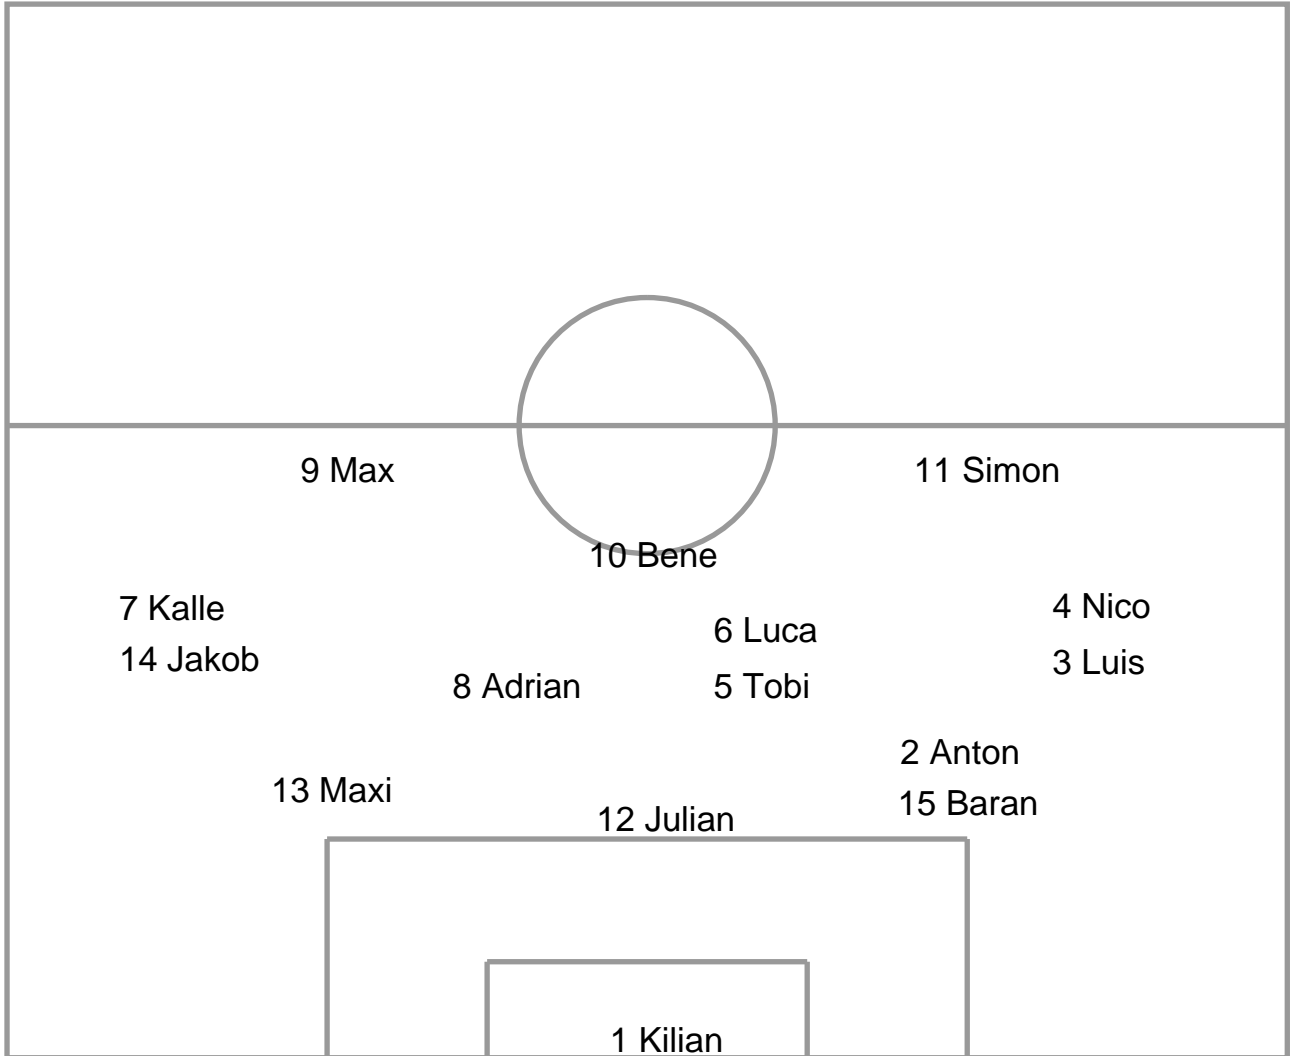 9 Max
11 Simon
10 Bene
7 Kalle
4 Nico
6 Luca
14 Jakob
3 Luis
8 Adrian
5 Tobi
2 Anton
13 Maxi
15 Baran
12 Julian
1 Kilian